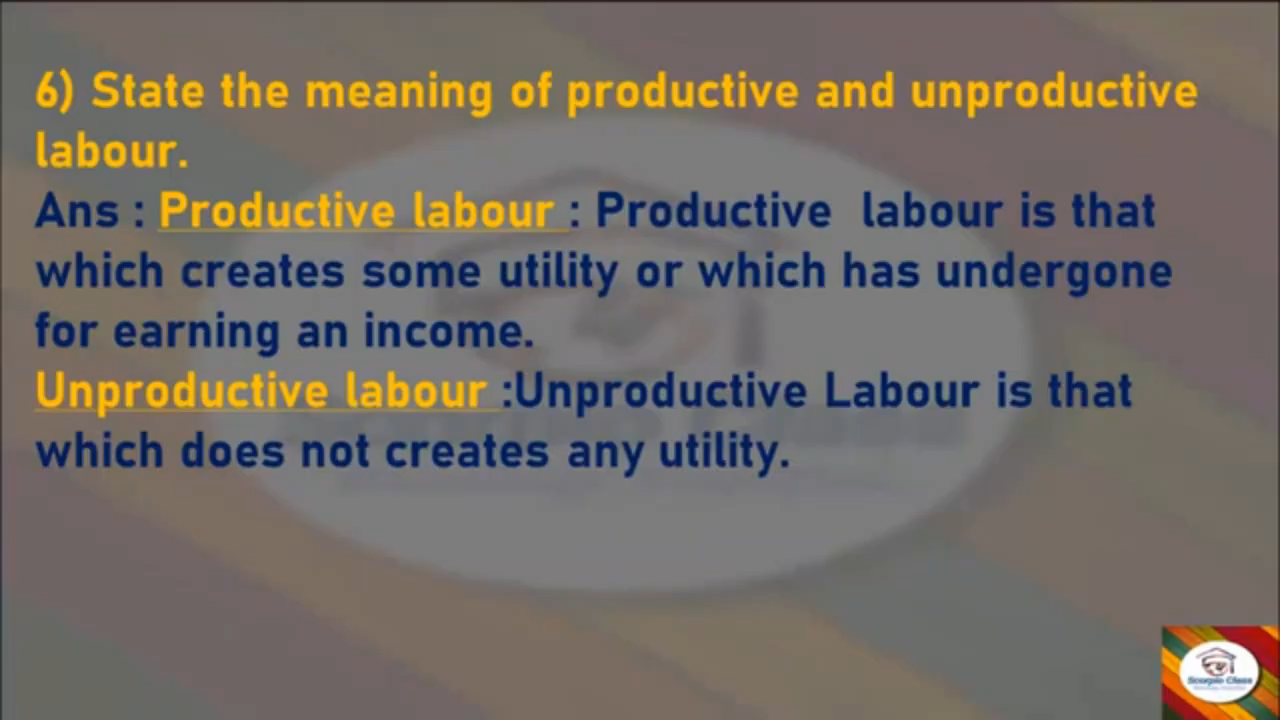 6) State the meaning of productive and unproductive
labour.
Ans : Productive labour : Productive labour is that
which creates some utility or which has undergone
for earning an income.
Unproductive labour :Unproductive Labour is that
which does not creates any utility.
Scorpio Class